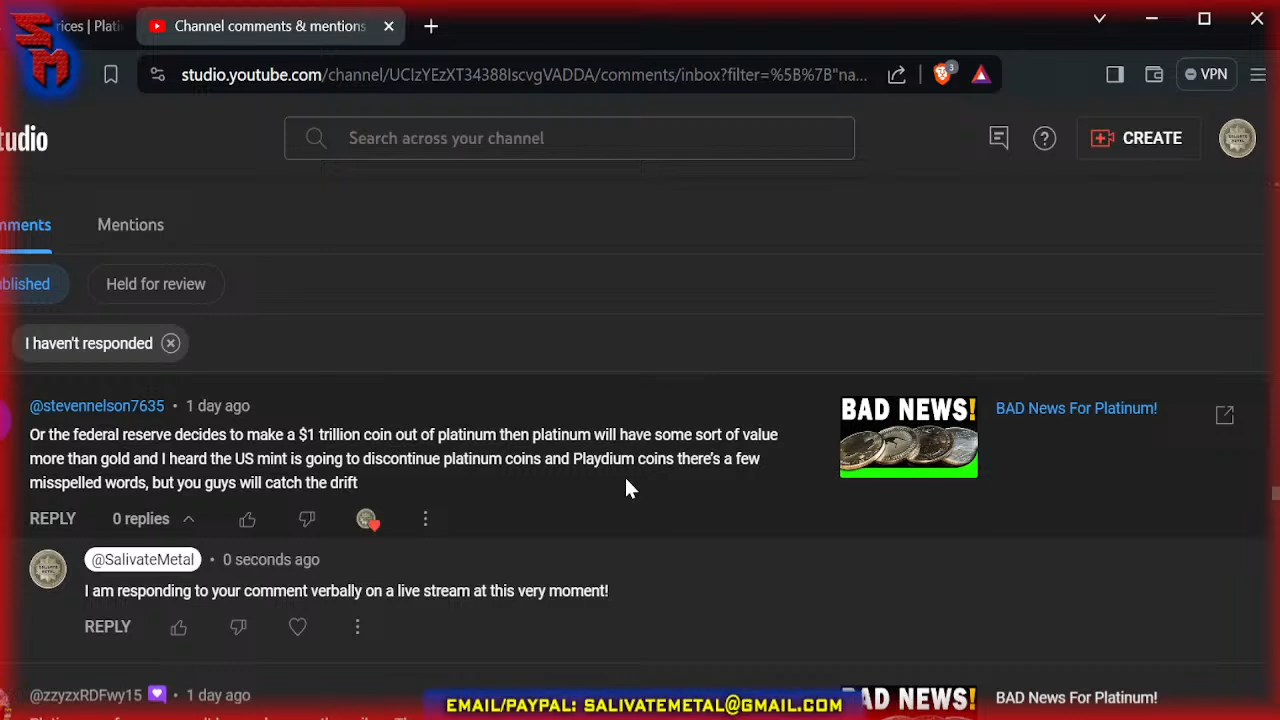 SM
rices | Plati
Channel comments & mentions
studio.youtube.com/channel/UCIzYEzXT34388IscvgVADDA/comments/inbox?filter=%5B%7B"na...
3
VPN
tudio
Search across your channel
CREATE
mments
Mentions
ublished
Held for review
I haven't responded
@stevennelson7635 • 1 day ago
BAD NEWS!
BAD News For Platinum!
Or the federal reserve decides to make a $1 trillion coin out of platinum then platinum will have some sort of value
more than gold and I heard the US mint is going to discontinue platinum coins and Playdium coins there's a few
misspelled words, but you guys will catch the drift
REPLY
0 replies
@SalivateMetal • 0 seconds ago
I am responding to your comment verbally on a live stream at this very moment!
REPLY
@zzyzxRDFwy15 • 1 day ago
BAD NEWS!
BAD News For Platinum!
EMAIL/PAYPAL: SALIVATEMETAL@GMAIL.COM